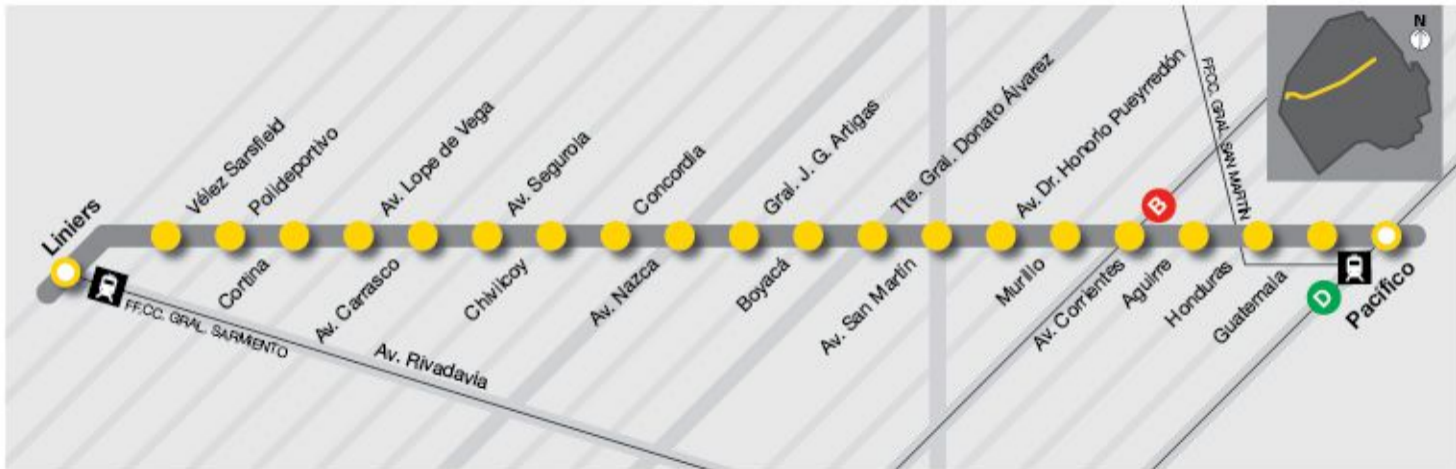 N
FF.CC. GRAL. SAN MARTÍN
Liniers
Vélez Sarsfield
Polideportivo
Cortina
Av. Lope de Vega
Av. Carrasco
Av. Segurola
Chivilcoy
Concordia
Av. Nazca
Gral. J. G. Artigas
Boyacá
Tte. Gral. Donato Álvarez
Av. San Martín
Av. Dr. Honorio Pueyrredón
Murillo
Av. Corrientes
B
Aguirre
Honduras
Guatemala
D
Pacífico
FF.CC. GRAL. SARMIENTO
Av. Rivadavia